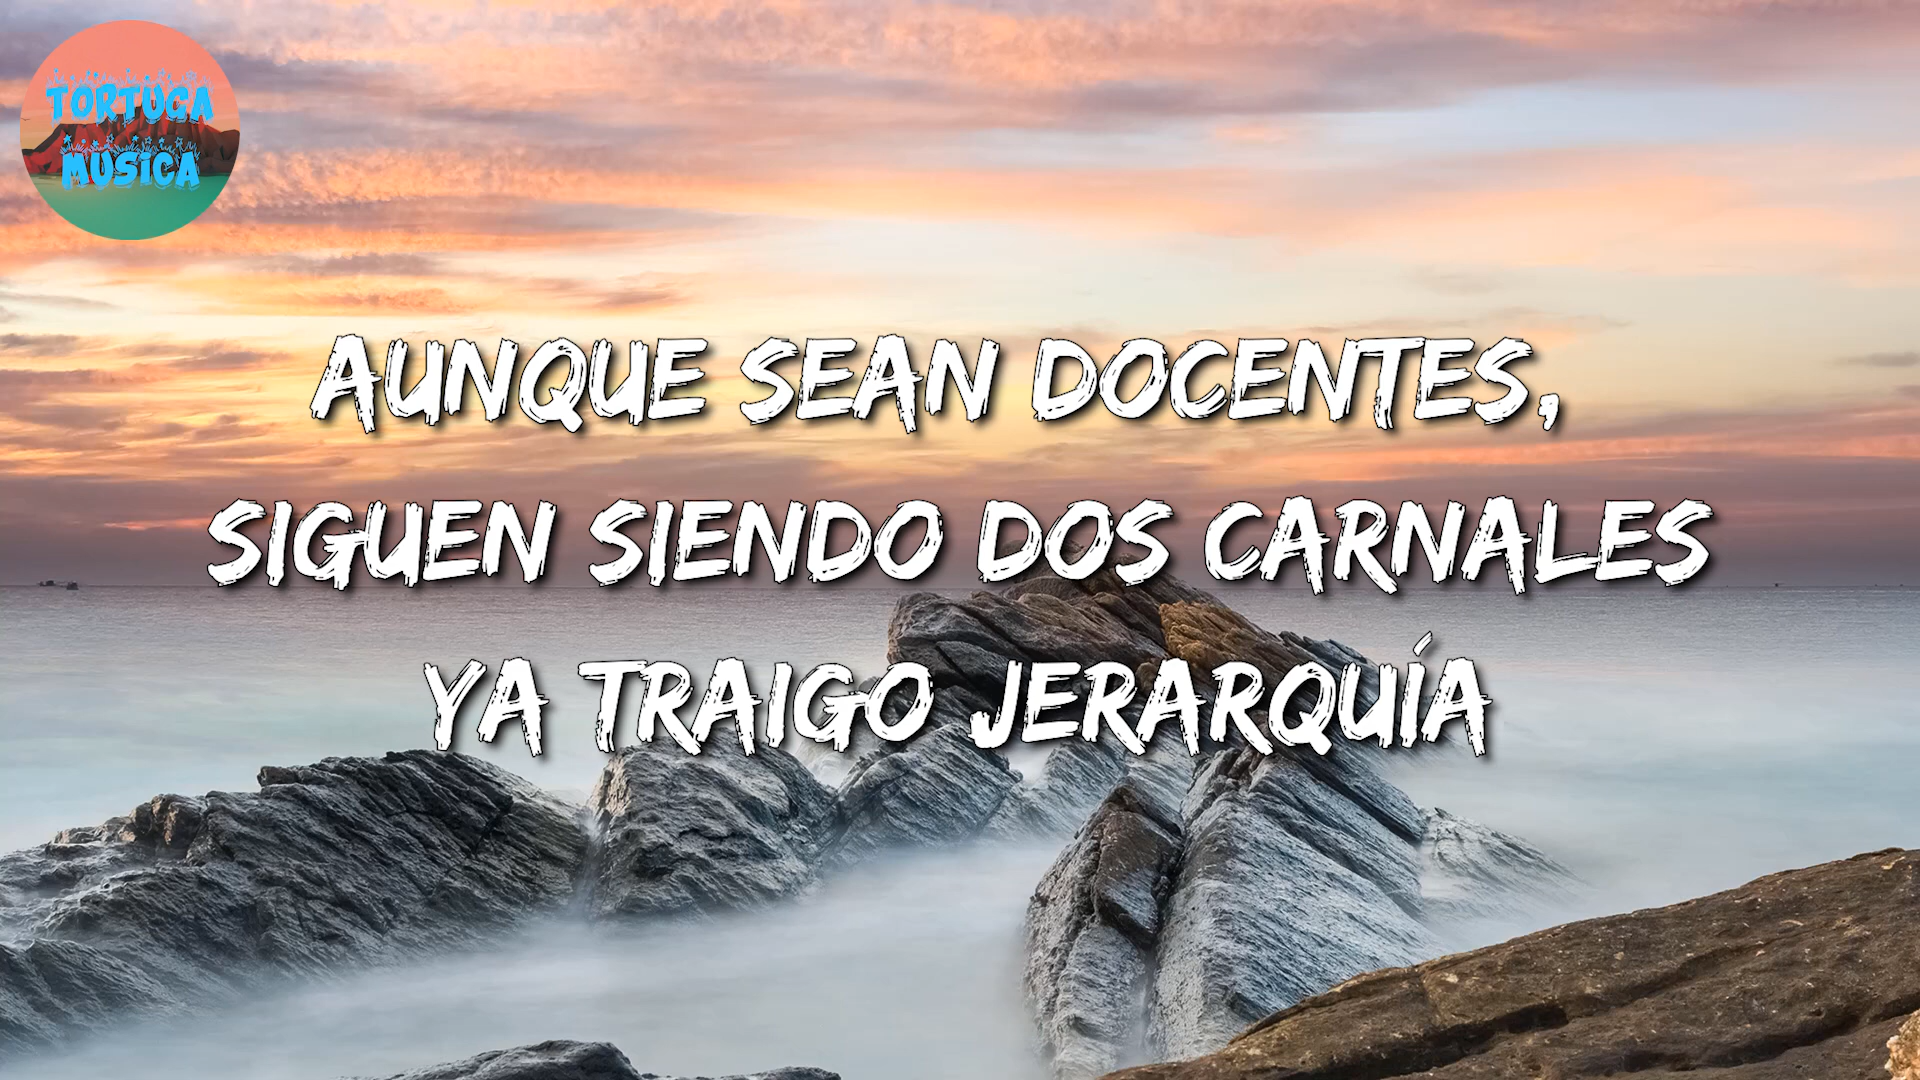 TORTUGA
MUSICA
AUNQUE SEAN DOCENTES,
SIGUEN SIENDO DOS CARNALES
YA TRAIGO JERARQUÍA